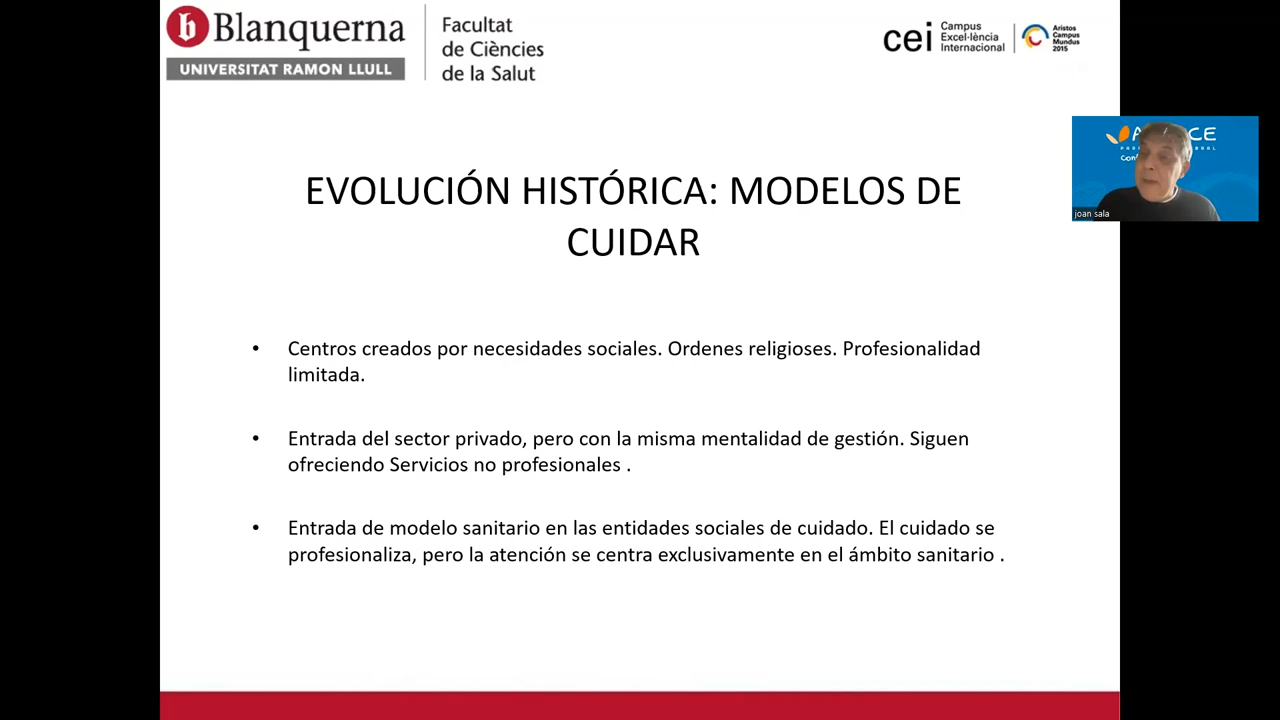 Blanquerna
UNIVERSITAT RAMON LLULL
Facultat
de Ciències
de la Salut
cei
Campus
Excel·lència
Internacional
Aristos
Campus
Mundus
2015
joan sala
EVOLUCIÓN HISTÓRICA: MODELOS DE
CUIDAR
• Centros creados por necesidades sociales. Ordenes religioses. Profesionalidad
limitada.
• Entrada del sector privado, pero con la misma mentalidad de gestión. Siguen
ofreciendo Servicios no profesionales .
• Entrada de modelo sanitario en las entidades sociales de cuidado. El cuidado se
profesionaliza, pero la atención se centra exclusivamente en el ámbito sanitario .